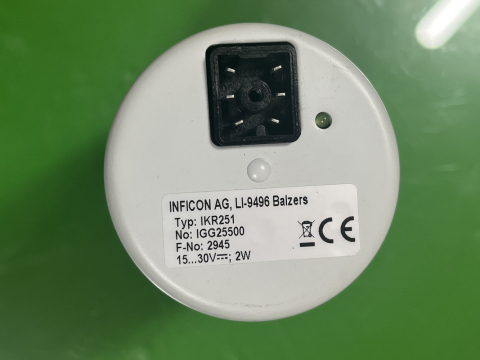 INFICON AG, LI-9496 Balzers
Typ: IKR251
No: IGG25500
F-No: 2945
15...30V⎓; 2W
CE